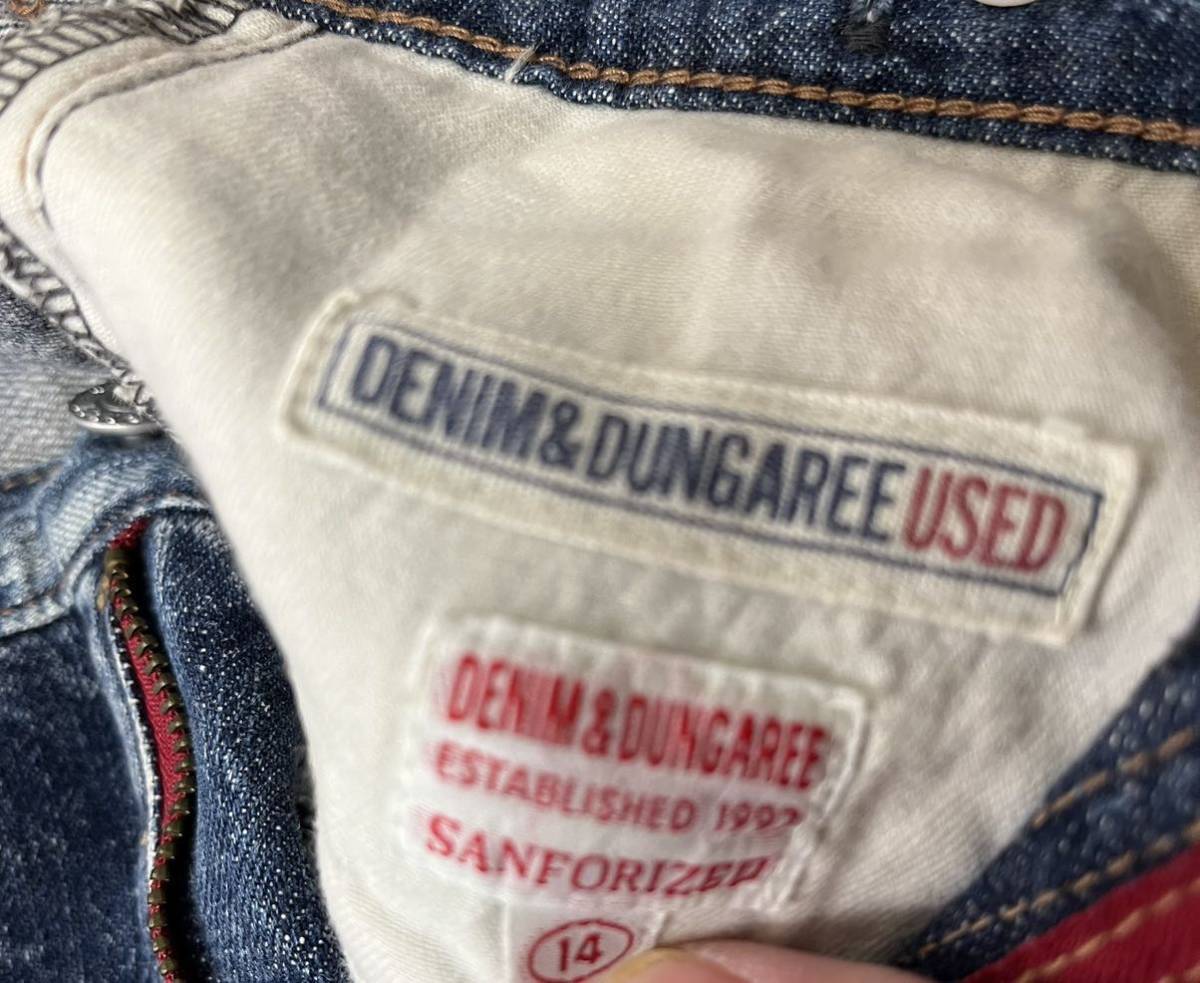 DENIM&DUNGAREE USED
DENIM&DUNGAREE
ESTABLISHED 1992
SANFORIZED
14